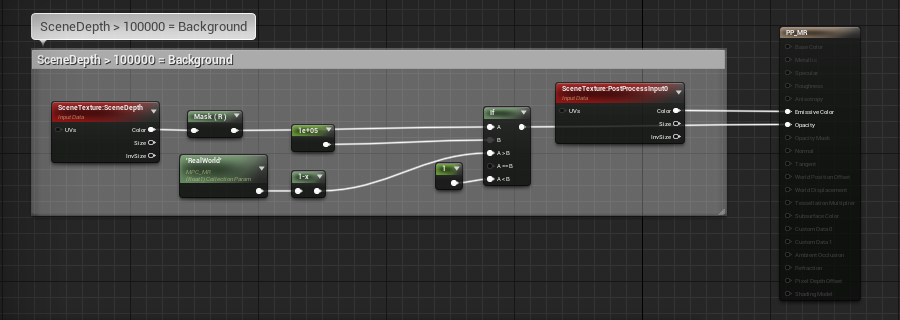 SceneDepth > 100000 = Background
SceneDepth > 100000 = Background
SceneTexture:SceneDepth
Input Data
UVs
Color
Size
InvSize
Mask ( R )
'RealWorld'
MPC_MR
(float1) Collection Param
1e+05
1-x
1
If
A
B
A > B
A == B
A < B
SceneTexture:PostProcessInput0
Input Data
UVs
Color
Size
InvSize
PP_MR
Base Color
Metallic
Specular
Roughness
Anisotropy
Emissive Color
Opacity
Opacity Mask
Normal
Tangent
World Position Offset
World Displacement
Tessellation Multiplier
Subsurface Color
Custom Data 0
Custom Data 1
Ambient Occlusion
Refraction
Pixel Depth Offset
Shading Model